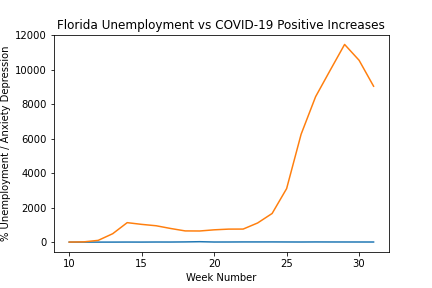 Florida Unemployment vs COVID-19 Positive Increases
% Unemployment / Anxiety Depression
12000
10000
8000
6000
4000
2000
0
10 15 20 25 30
Week Number